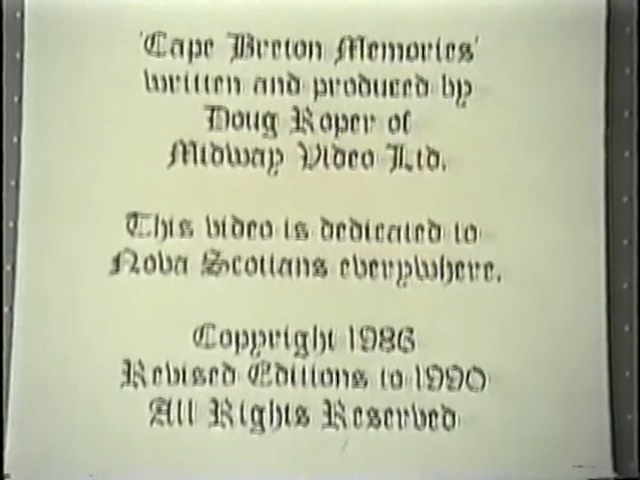 'Cape Breton Memories'
written and produced by
Doug Roper of
Midway Video Ltd.
This video is dedicated to
Nova Scotians everywhere.
Copyright 1986
Revised Editions to 1990
All Rights Reserved